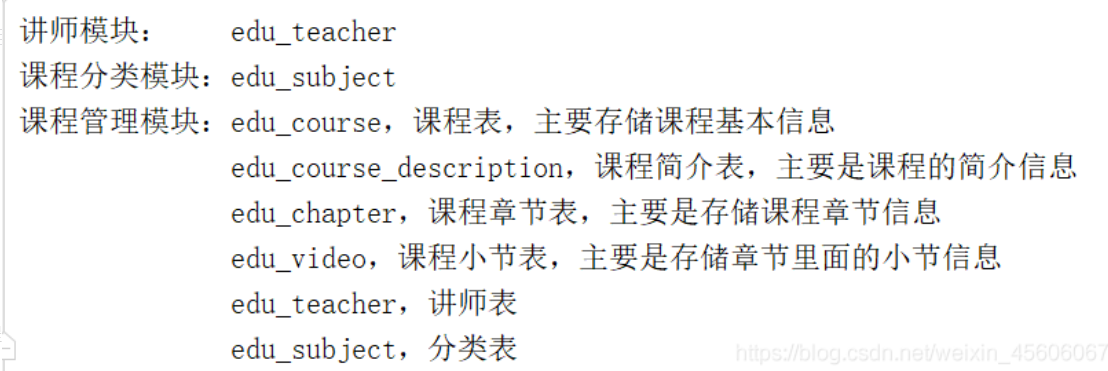 讲师模块： edu_teacher
课程分类模块：edu_subject
课程管理模块：edu_course，课程表，主要存储课程基本信息
edu_course_description，课程简介表，主要是课程的简介信息
edu_chapter，课程章节表，主要是存储课程章节信息
edu_video，课程小节表，主要是存储章节里面的小节信息
edu_teacher，讲师表
edu_subject，分类表
https://blog.csdn.net/weixin_45606067